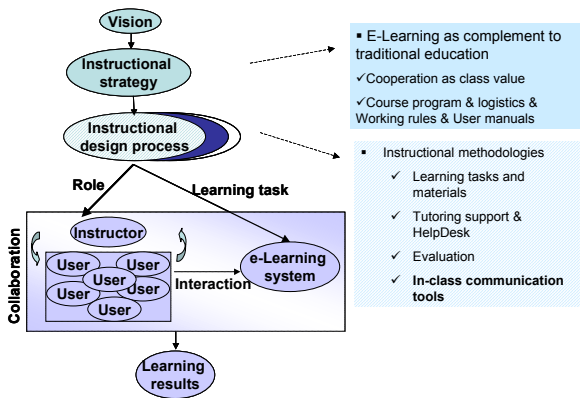 Vision
Instructional
strategy
Instructional
design process
Role
Learning task
Collaboration
Instructor
User
User
User
User
User
User
Interaction
e-Learning
system
Learning
results
▪ E-Learning as complement to
traditional education
✓Cooperation as class value
✓Course program & logistics &
Working rules & User manuals
▪ Instructional methodologies
✓ Learning tasks and
materials
✓ Tutoring support &
HelpDesk
✓ Evaluation
✓ In-class communication
tools